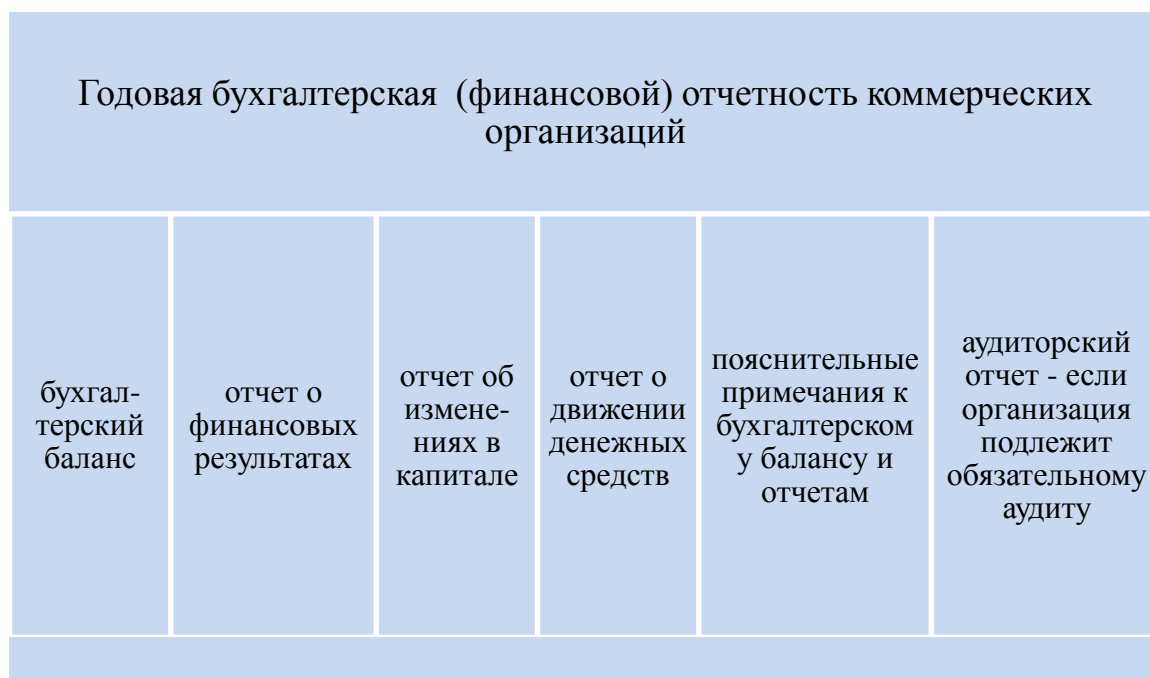 Годовая бухгалтерская  (финансовой) отчетность коммерческих
организаций
бухгал-
терский
баланс
отчет о
финансовых
результатах
отчет об
измене-
ниях в
капитале
отчет о
движении
денежных
средств
пояснительные
примечания к
бухгалтерском
у балансу и
отчетам
аудиторский
отчет - если
организация
подлежит
обязательному
аудиту